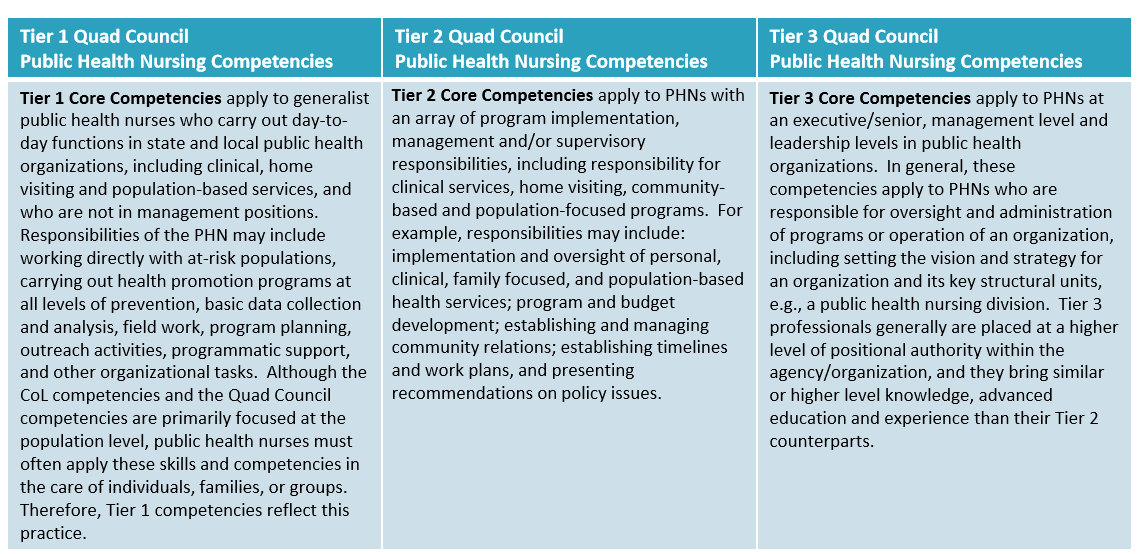 Tier 1 Quad Council
Public Health Nursing Competencies
Tier 2 Quad Council
Public Health Nursing Competencies
Tier 3 Quad Council
Public Health Nursing Competencies
Tier 1 Core Competencies apply to generalist
public health nurses who carry out day-to-
day functions in state and local public health
organizations, including clinical, home
visiting and population-based services, and
who are not in management positions.
Responsibilities of the PHN may include
working directly with at-risk populations,
carrying out health promotion programs at
all levels of prevention, basic data collection
and analysis, field work, program planning,
outreach activities, programmatic support,
and other organizational tasks.  Although the
CoL competencies and the Quad Council
competencies are primarily focused at the
population level, public health nurses must
often apply these skills and competencies in
the care of individuals, families, or groups.
Therefore, Tier 1 competencies reflect this
practice.
Tier 2 Core Competencies apply to PHNs with
an array of program implementation,
management and/or supervisory
responsibilities, including responsibility for
clinical services, home visiting, community-
based and population-focused programs.  For
example, responsibilities may include:
implementation and oversight of personal,
clinical, family focused, and population-based
health services; program and budget
development; establishing and managing
community relations; establishing timelines
and work plans, and presenting
recommendations on policy issues.
Tier 3 Core Competencies apply to PHNs at
an executive/senior, management level and
leadership levels in public health
organizations.  In general, these
competencies apply to PHNs who are
responsible for oversight and administration
of programs or operation of an organization,
including setting the vision and strategy for
an organization and its key structural units,
e.g., a public health nursing division.  Tier 3
professionals generally are placed at a higher
level of positional authority within the
agency/organization, and they bring similar
or higher level knowledge, advanced
education and experience than their Tier 2
counterparts.